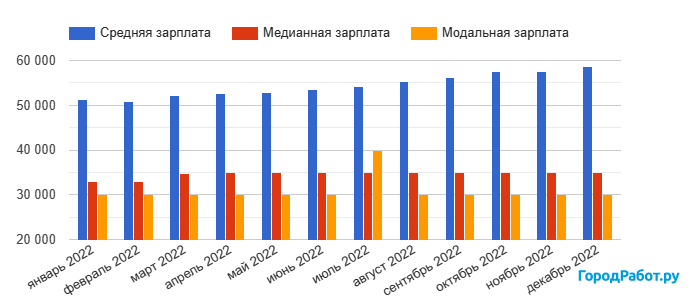 Средняя зарплата Медианная зарплата Модальная зарплата
60 000
50 000
40 000
30 000
20 000
январь 2022
февраль 2022
март 2022
апрель 2022
май 2022
июнь 2022
июль 2022
август 2022
сентябрь 2022
октябрь 2022
ноябрь 2022
декабрь 2022
ГородРабот.ру